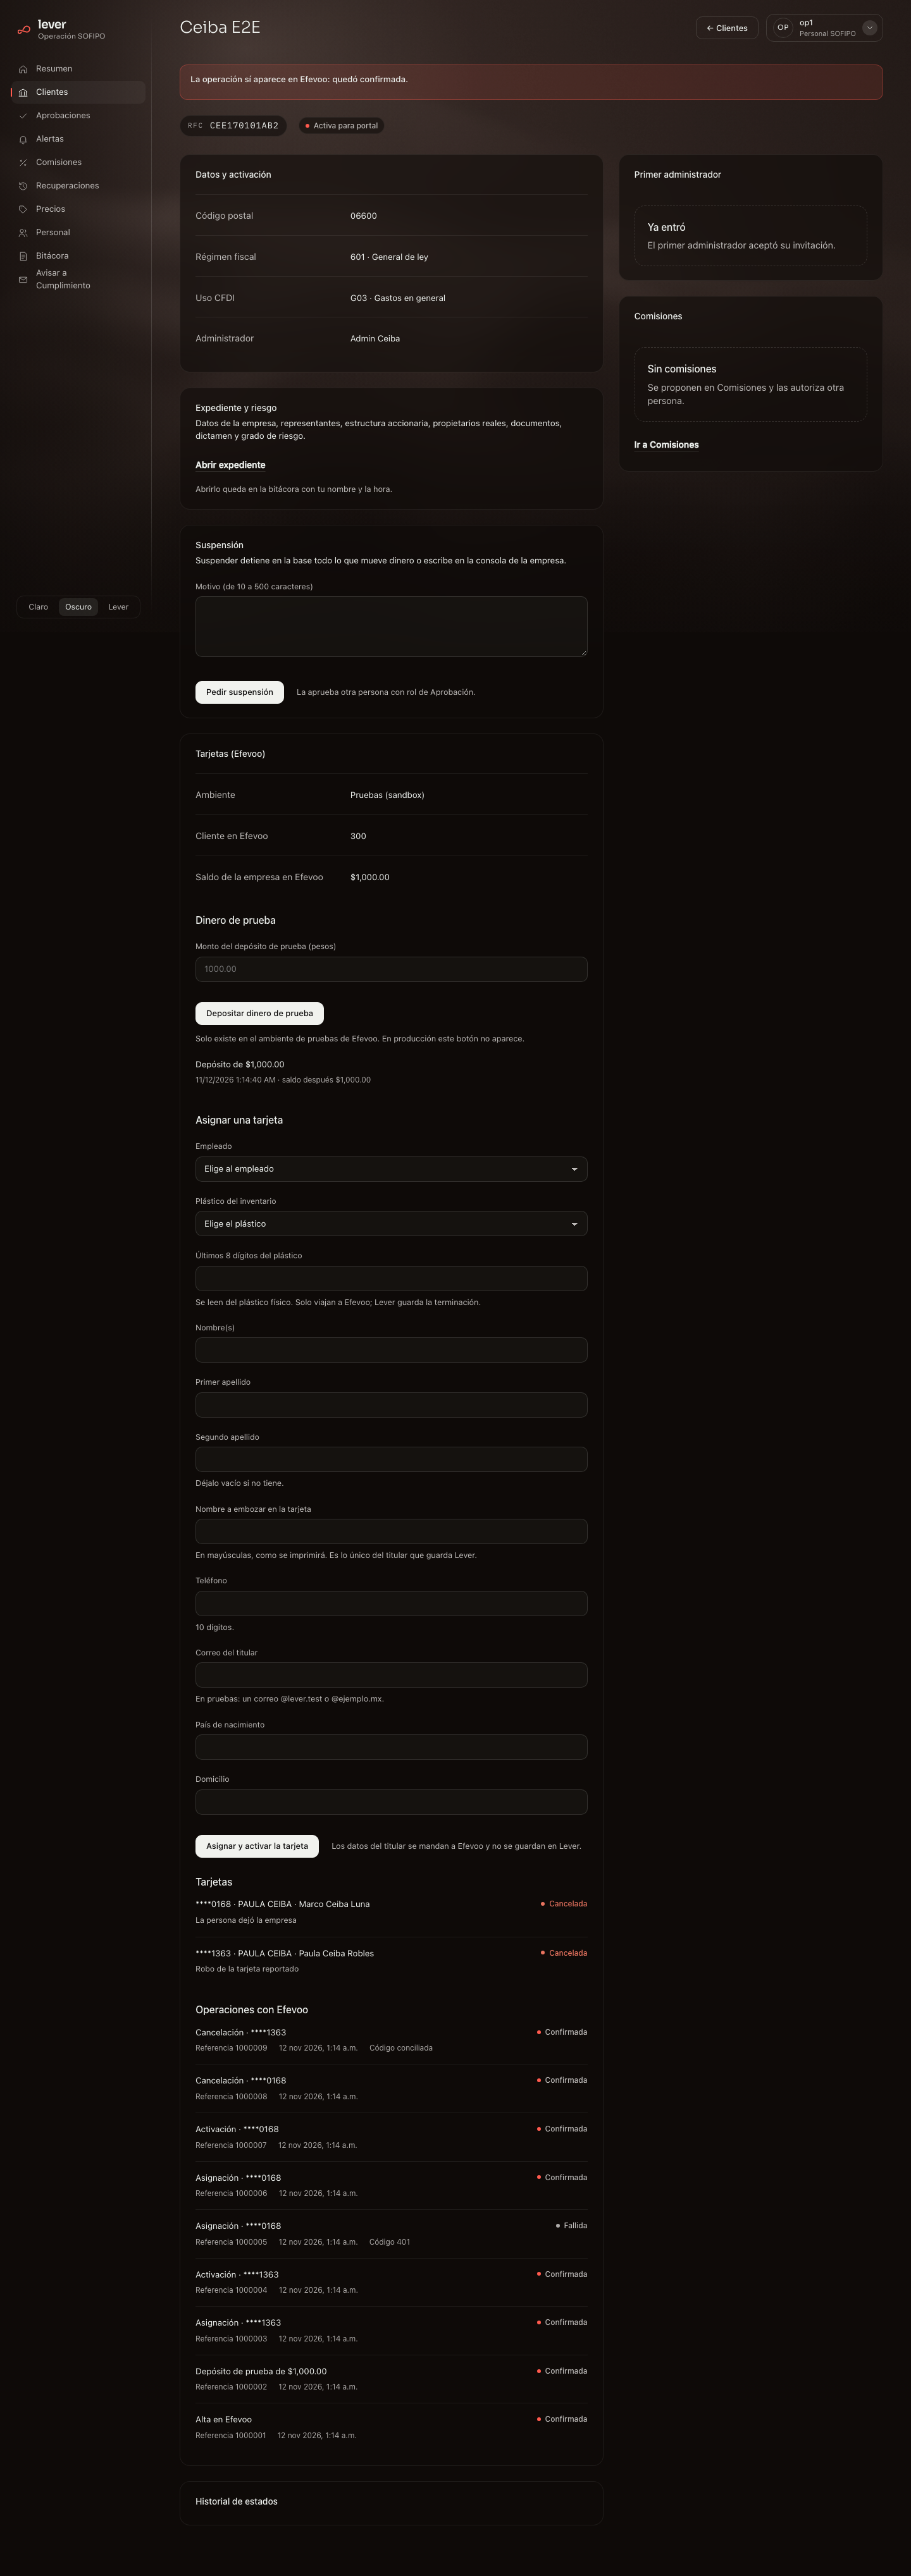 lever
Operación SOFIPO
Resumen
Clientes
Aprobaciones
Alertas
Comisiones
Recuperaciones
Precios
Personal
Bitácora
Avisar a
Cumplimiento
Claro
Oscuro
Lever
Ceiba E2E
← Clientes
OP
op1
Personal SOFIPO
La operación sí aparece en Efevoo: quedó confirmada.
RFC CEE170101AB2
Activa para portal
Datos y activación
Código postal 06600
Régimen fiscal 601 · General de ley
Uso CFDI G03 · Gastos en general
Administrador Admin Ceiba
Expediente y riesgo
Datos de la empresa, representantes, estructura accionaria, propietarios reales, documentos,
dictamen y grado de riesgo.
Abrir expediente
Abrirlo queda en la bitácora con tu nombre y la hora.
Suspensión
Suspender detiene en la base todo lo que mueve dinero o escribe en la consola de la empresa.
Motivo (de 10 a 500 caracteres)
Pedir suspensión La aprueba otra persona con rol de Aprobación.
Tarjetas (Efevoo)
Ambiente Pruebas (sandbox)
Cliente en Efevoo 300
Saldo de la empresa en Efevoo $1,000.00
Dinero de prueba
Monto del depósito de prueba (pesos)
1000.00
Depositar dinero de prueba
Solo existe en el ambiente de pruebas de Efevoo. En producción este botón no aparece.
Depósito de $1,000.00
11/12/2026 1:14:40 AM · saldo después $1,000.00
Asignar una tarjeta
Empleado
Elige al empleado
Plástico del inventario
Elige el plástico
Últimos 8 dígitos del plástico
Se leen del plástico físico. Solo viajan a Efevoo; Lever guarda la terminación.
Nombre(s)
Primer apellido
Segundo apellido
Déjalo vacío si no tiene.
Nombre a embozar en la tarjeta
En mayúsculas, como se imprimirá. Es lo único del titular que guarda Lever.
Teléfono
10 dígitos.
Correo del titular
En pruebas: un correo @lever.test o @ejemplo.mx.
País de nacimiento
Domicilio
Asignar y activar la tarjeta Los datos del titular se mandan a Efevoo y no se guardan en Lever.
Tarjetas
****0168 · PAULA CEIBA · Marco Ceiba Luna Cancelada
La persona dejó la empresa
****1363 · PAULA CEIBA · Paula Ceiba Robles Cancelada
Robo de la tarjeta reportado
Operaciones con Efevoo
Cancelación · ****1363 Confirmada
Referencia 1000009 12 nov 2026, 1:14 a.m. Código conciliada
Cancelación · ****0168 Confirmada
Referencia 1000008 12 nov 2026, 1:14 a.m.
Activación · ****0168 Confirmada
Referencia 1000007 12 nov 2026, 1:14 a.m.
Asignación · ****0168 Confirmada
Referencia 1000006 12 nov 2026, 1:14 a.m.
Asignación · ****0168 Fallida
Referencia 1000005 12 nov 2026, 1:14 a.m. Código 401
Activación · ****1363 Confirmada
Referencia 1000004 12 nov 2026, 1:14 a.m.
Asignación · ****1363 Confirmada
Referencia 1000003 12 nov 2026, 1:14 a.m.
Depósito de prueba de $1,000.00 Confirmada
Referencia 1000002 12 nov 2026, 1:14 a.m.
Alta en Efevoo Confirmada
Referencia 1000001 12 nov 2026, 1:14 a.m.
Historial de estados
Primer administrador
Ya entró
El primer administrador aceptó su invitación.
Comisiones
Sin comisiones
Se proponen en Comisiones y las autoriza otra
persona.
Ir a Comisiones